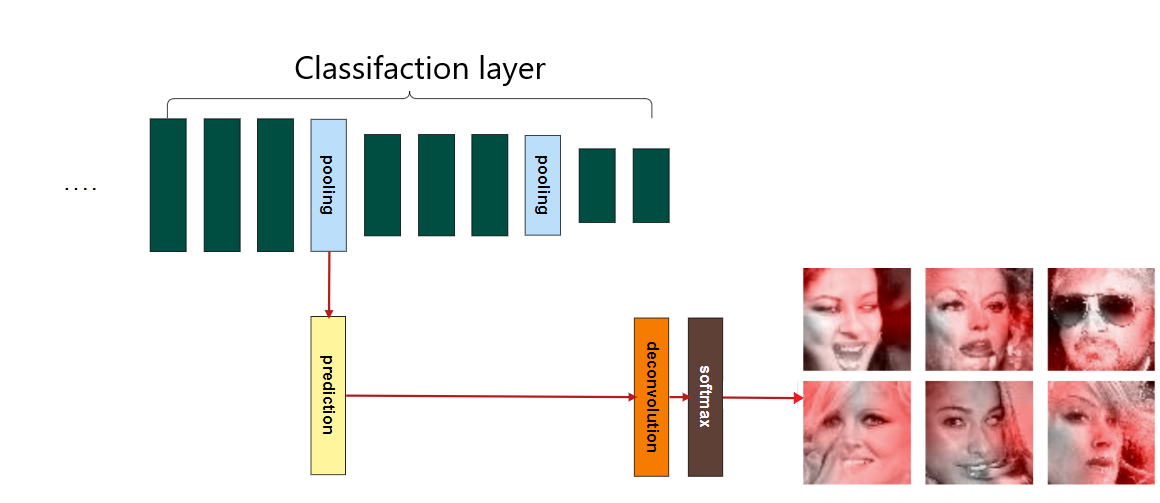 Classifaction layer
....
pooling
pooling
prediction
deconvolution
softmax